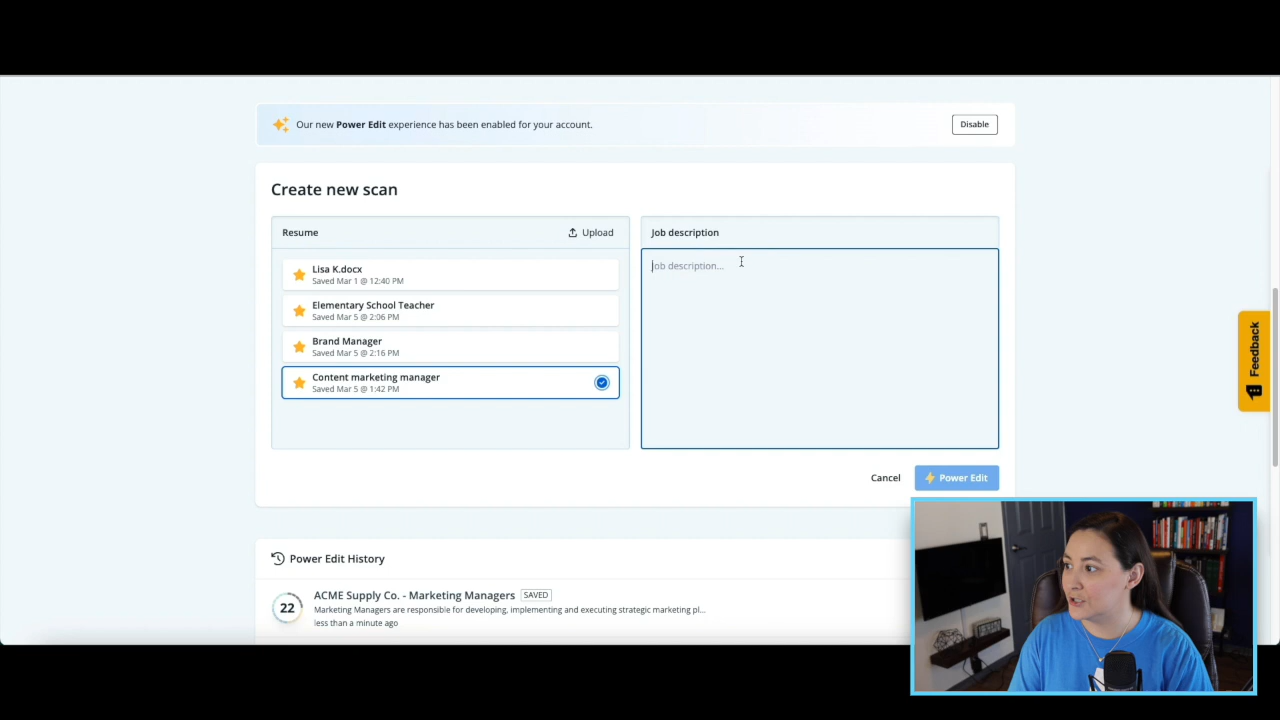 Our new Power Edit experience has been enabled for your account.
Disable
Create new scan
Resume
Upload
Job description
Lisa K.docx
Saved Mar 1 @ 12:40 PM
Elementary School Teacher
Saved Mar 5 @ 2:06 PM
Brand Manager
Saved Mar 5 @ 2:16 PM
Content marketing manager
Saved Mar 5 @ 1:42 PM
Job description...
Cancel
Power Edit
Feedback
Power Edit History
22
ACME Supply Co. - Marketing Managers
SAVED
Marketing Managers are responsible for developing, implementing and executing strategic marketing pl...
less than a minute ago